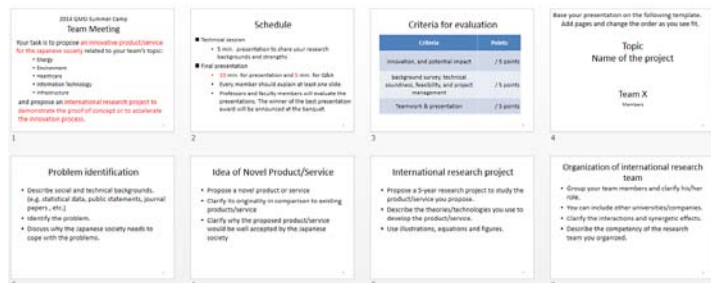 2014 GMSI Summer Camp
Team Meeting
Your task is to propose an innovative product/service
for the Japanese society related to your team's topic:
• Energy
• Environment
• Healthcare
• Information Technology
• Infrastructure
and propose an international research project to
demonstrate the proof of concept or to accelerate
the innovation process.
1
Schedule
■ Technical session
• 5 min. presentation to share your research
backgrounds and strengths
■ Final presentation
• 10 min. for presentation and 5 min. for Q&A
• Every member should explain at least one slide
• Professors and faculty members will evaluate the
presentations. The winner of the best presentation
award will be announced at the banquet.
2
Criteria for evaluation
Criteria Points
Innovation, and potential impact / 5 points
background survey, technical
soundness, feasibility, and project
management / 5 points
Teamwork & presentation / 5 points
3
Base your presentation on the following template.
Add pages and change the order as you see fit.
Topic
Name of the project
Team X
Members
4
Problem identification
• Describe social and technical backgrounds.
(e.g. statistical data, public statements, journal
papers , etc.)
• Identify the problem.
• Discuss why the Japanese society needs to
cope with the problems.
Idea of Novel Product/Service
• Propose a novel product or service
• Clarify its originality in comparison to existing
products/service
• Clarify why the proposed product/service
would be well accepted by the Japanese
society
International research project
• Propose a 5-year research project to study the
product/service you propose.
• Describe the theories/technologies you use to
develop the product/service.
• Use illustrations, equations and figures.
Organization of international research
team
• Group your team members and clarify his/her
role.
• You can include other universities/companies.
• Clarify the interactions and synergetic effects.
• Describe the competency of the research
team you organized.